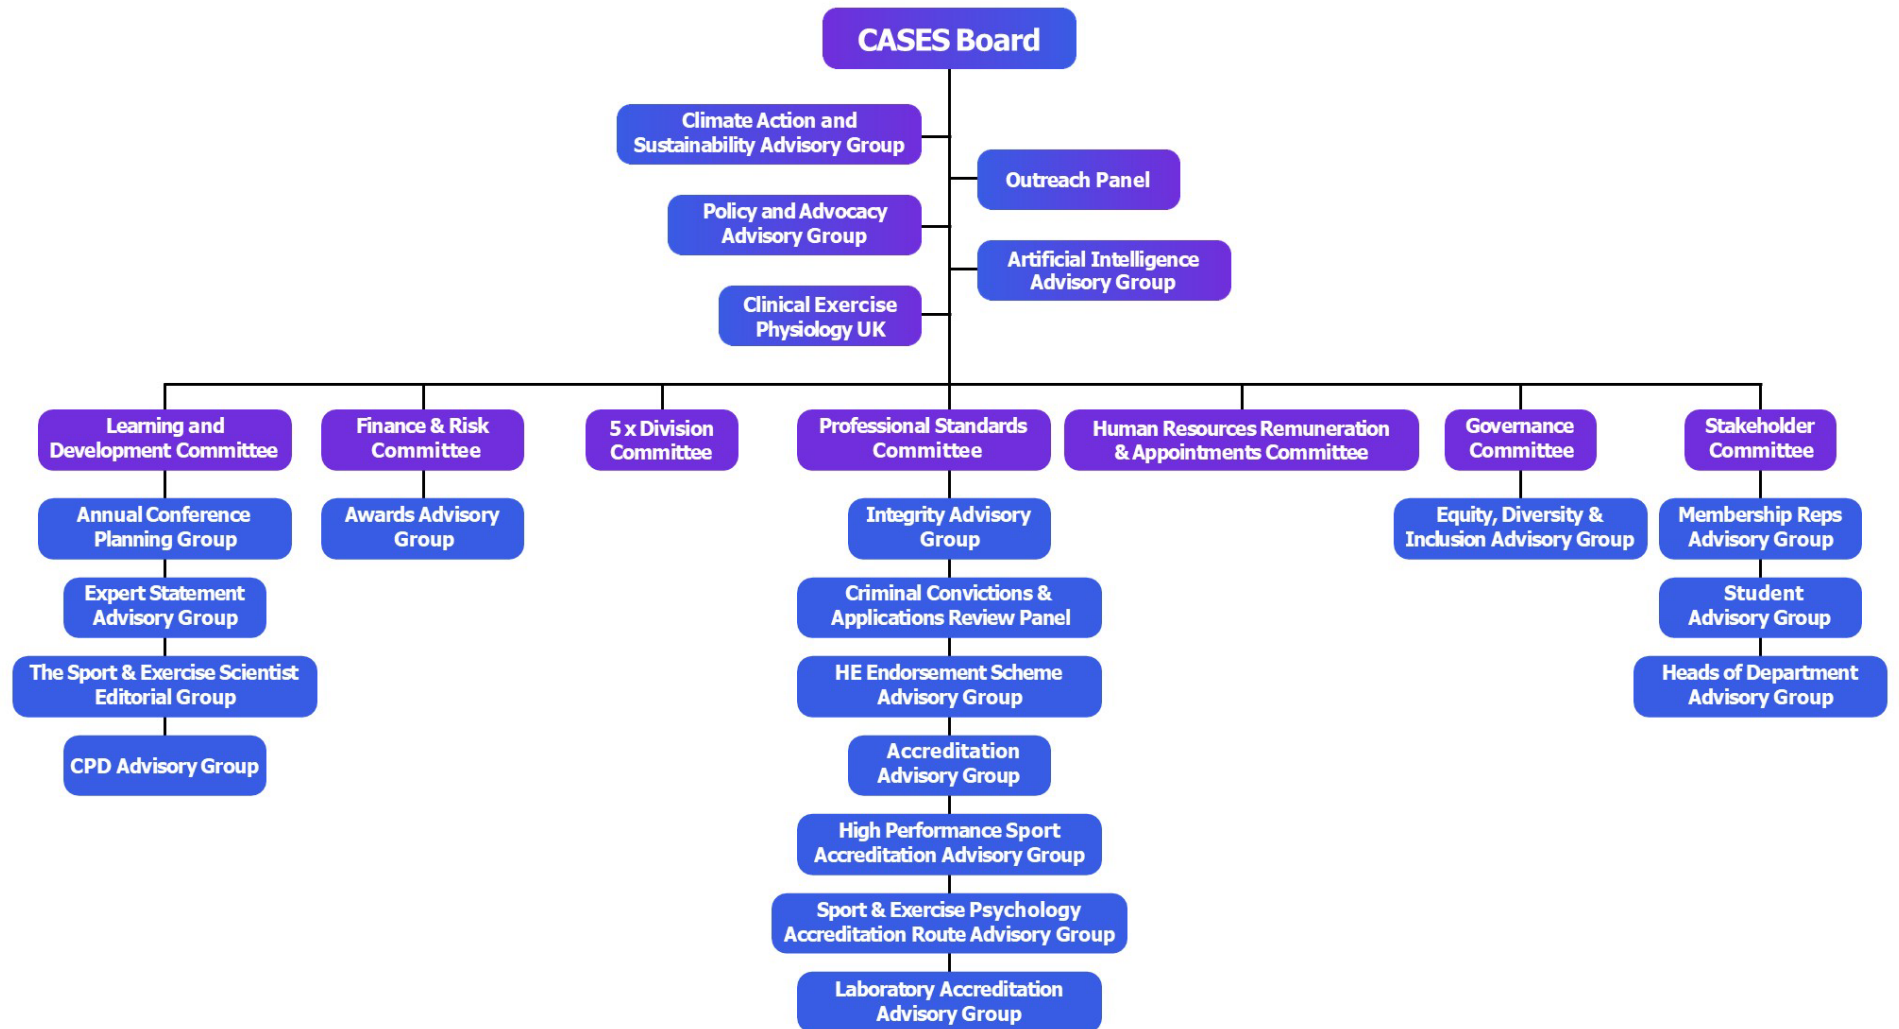 CASES Board
Climate Action and
Sustainability Advisory Group
Outreach Panel
Policy and Advocacy
Advisory Group
Artificial Intelligence
Advisory Group
Clinical Exercise
Physiology UK
Learning and
Development Committee
Finance & Risk
Committee
5 x Division
Committee
Professional Standards
Committee
Human Resources Remuneration
& Appointments Committee
Governance
Committee
Stakeholder
Committee
Annual Conference
Planning Group
Expert Statement
Advisory Group
The Sport & Exercise Scientist
Editorial Group
CPD Advisory Group
Awards Advisory
Group
Integrity Advisory
Group
Criminal Convictions &
Applications Review Panel
HE Endorsement Scheme
Advisory Group
Accreditation
Advisory Group
High Performance Sport
Accreditation Advisory Group
Sport & Exercise Psychology
Accreditation Route Advisory Group
Laboratory Accreditation
Advisory Group
Equity, Diversity &
Inclusion Advisory Group
Membership Reps
Advisory Group
Student
Advisory Group
Heads of Department
Advisory Group